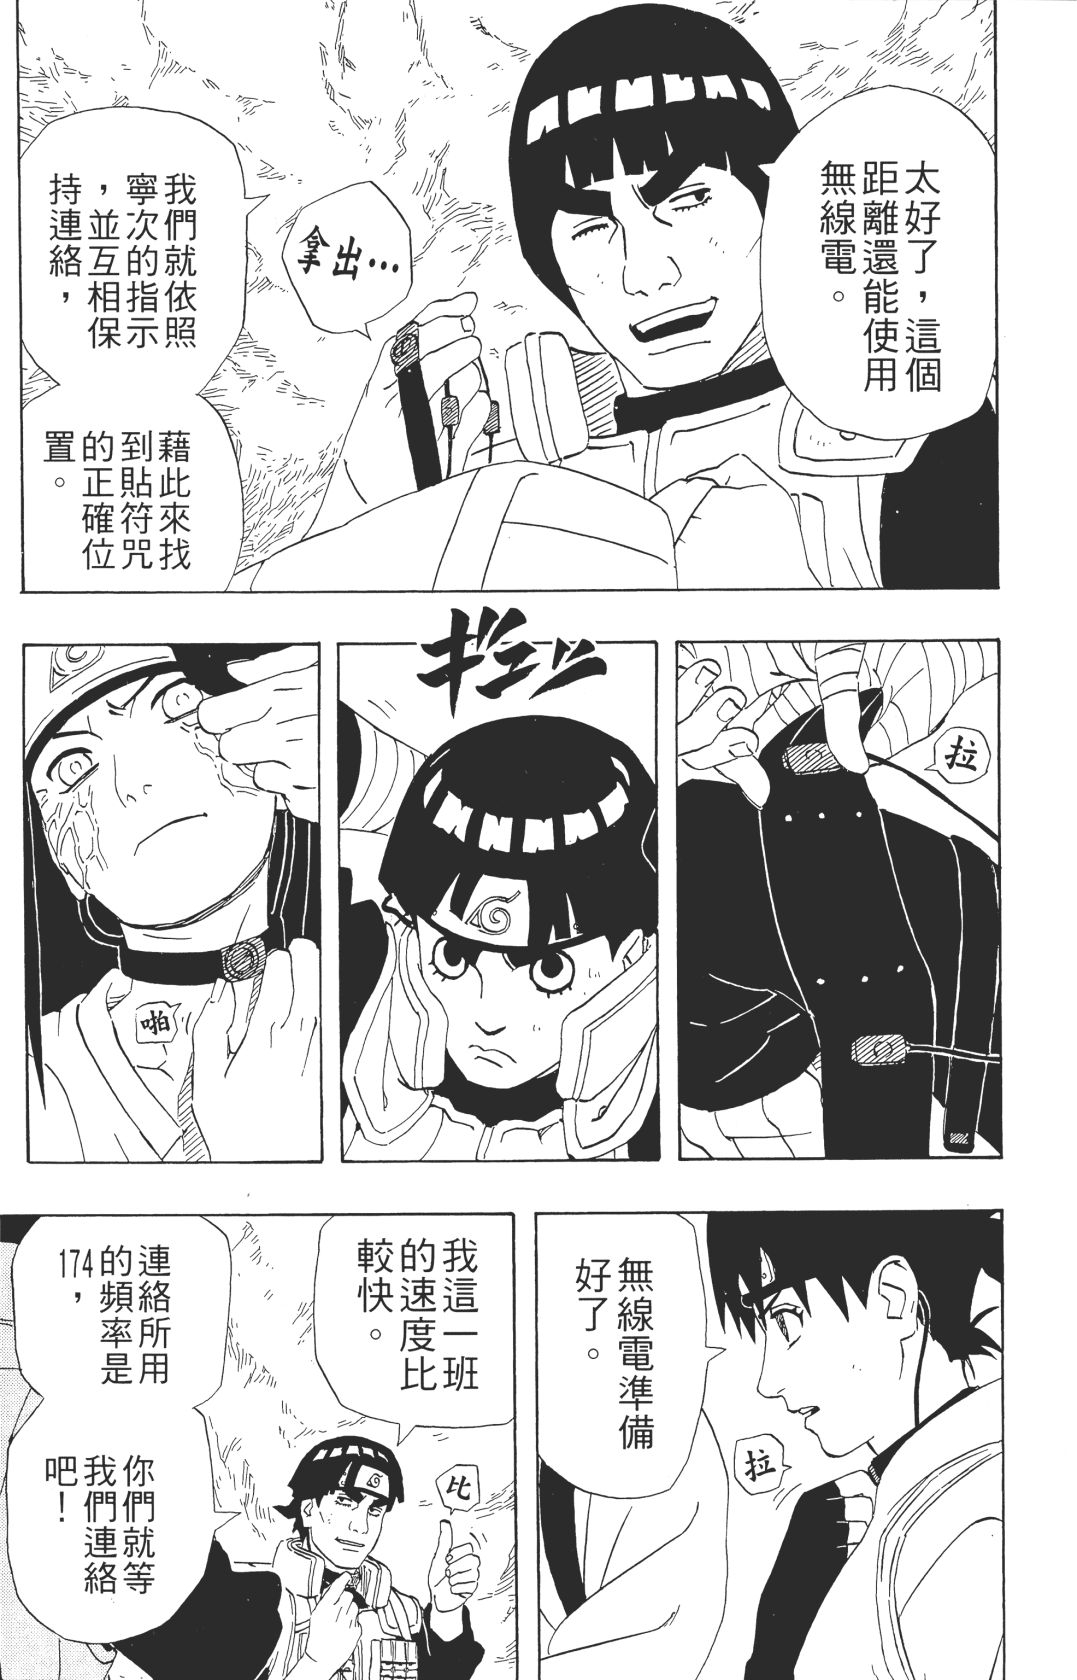 太好了，這個
距離還能使用
無線電。
拿出…
我們就依照
寧次的指示
，並互相保
持連絡，
藉此來找
到貼符咒
的正確位
置。
拉
ギュッ
啪
無線電準備
好了。
拉
我這一班
的速度比
較快。
比
連絡所用
的頻率是
174，
你們就等
我們連絡
吧！